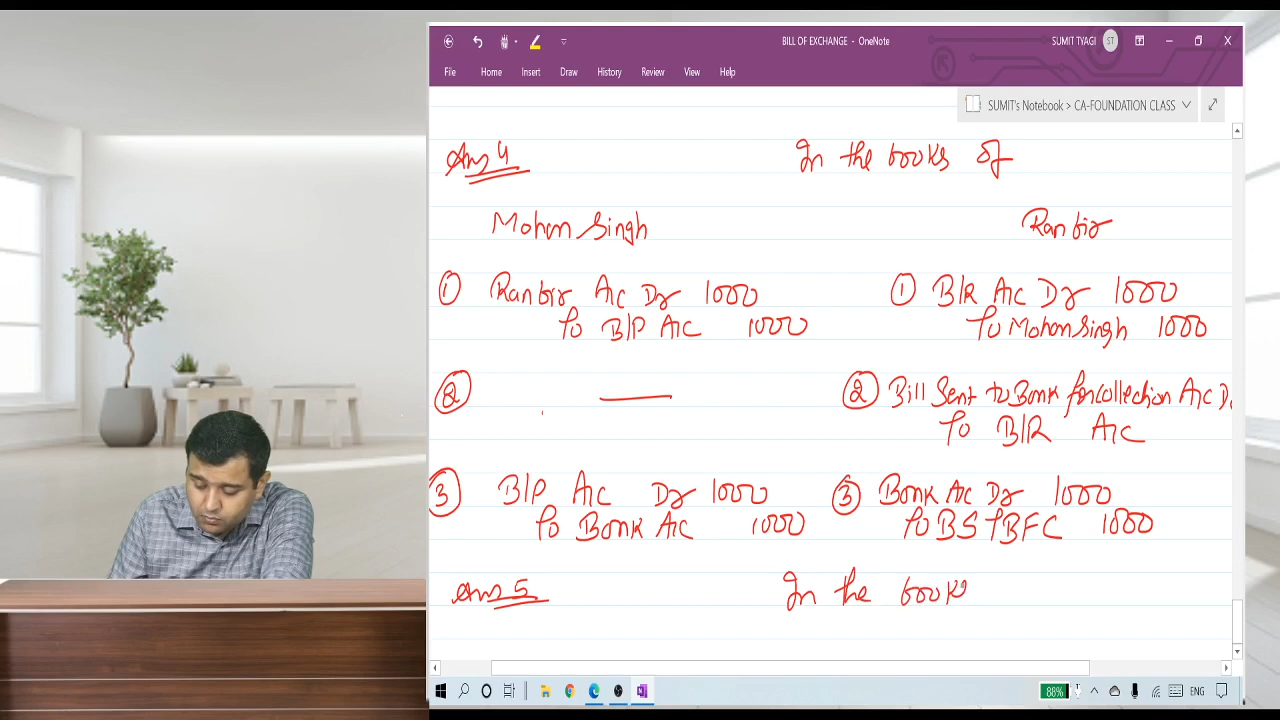 BILL OF EXCHANGE - OneNote
SUMIT TYAGI ST
File Home Insert Draw History Review View Help
SUMIT's Notebook > CA-FOUNDATION CLASS
Ans 4 In the books of
Mohan Singh Ranbir
① Ranbir A/C Dr 1000 ① B/R A/C Dr 1000
To B/P A/C 1000 To Mohan Singh 1000
② — ② Bill Sent to Bank for collection A/C D
To B/R A/C
③ B/P A/C Dr 1000 ③ Bank A/C Dr 1000
To Bank A/C 1000 To BSTBFC 1000
Ans 5 In the books
88% ENG